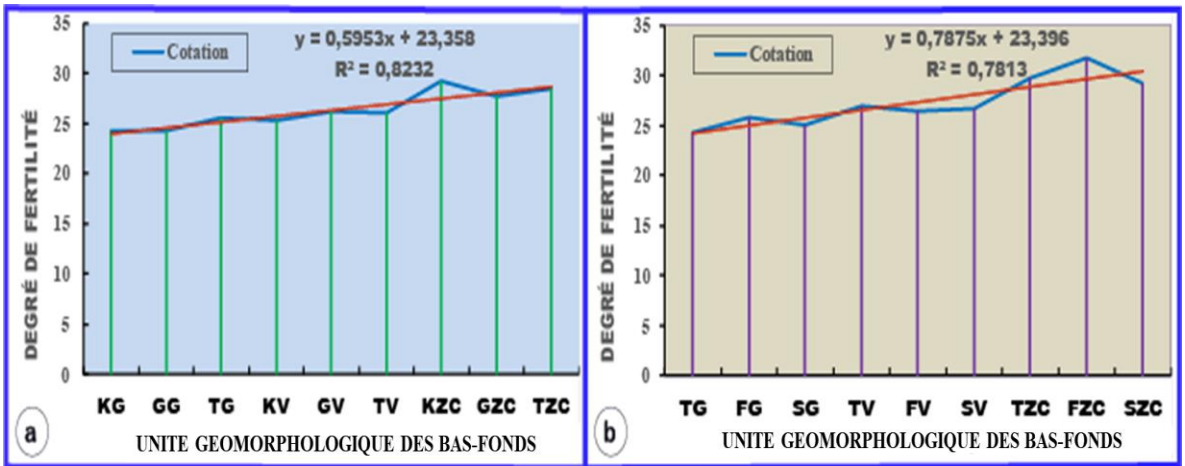 35
30
25
20
15
10
5
0
DEGRÉ DE FERTILITÉ
Cotation
y = 0,5953x + 23,358
R² = 0,8232
KG GG TG KV GV TV KZC GZC TZC
a
UNITE GEOMORPHOLOGIQUE DES BAS-FONDS
35
30
25
20
15
10
5
0
DEGRÉ DE FERTILITÉ
Cotation
y = 0,7875x + 23,396
R² = 0,7813
TG FG SG TV FV SV TZC FZC SZC
b
UNITE GEOMORPHOLOGIQUE DES BAS-FONDS